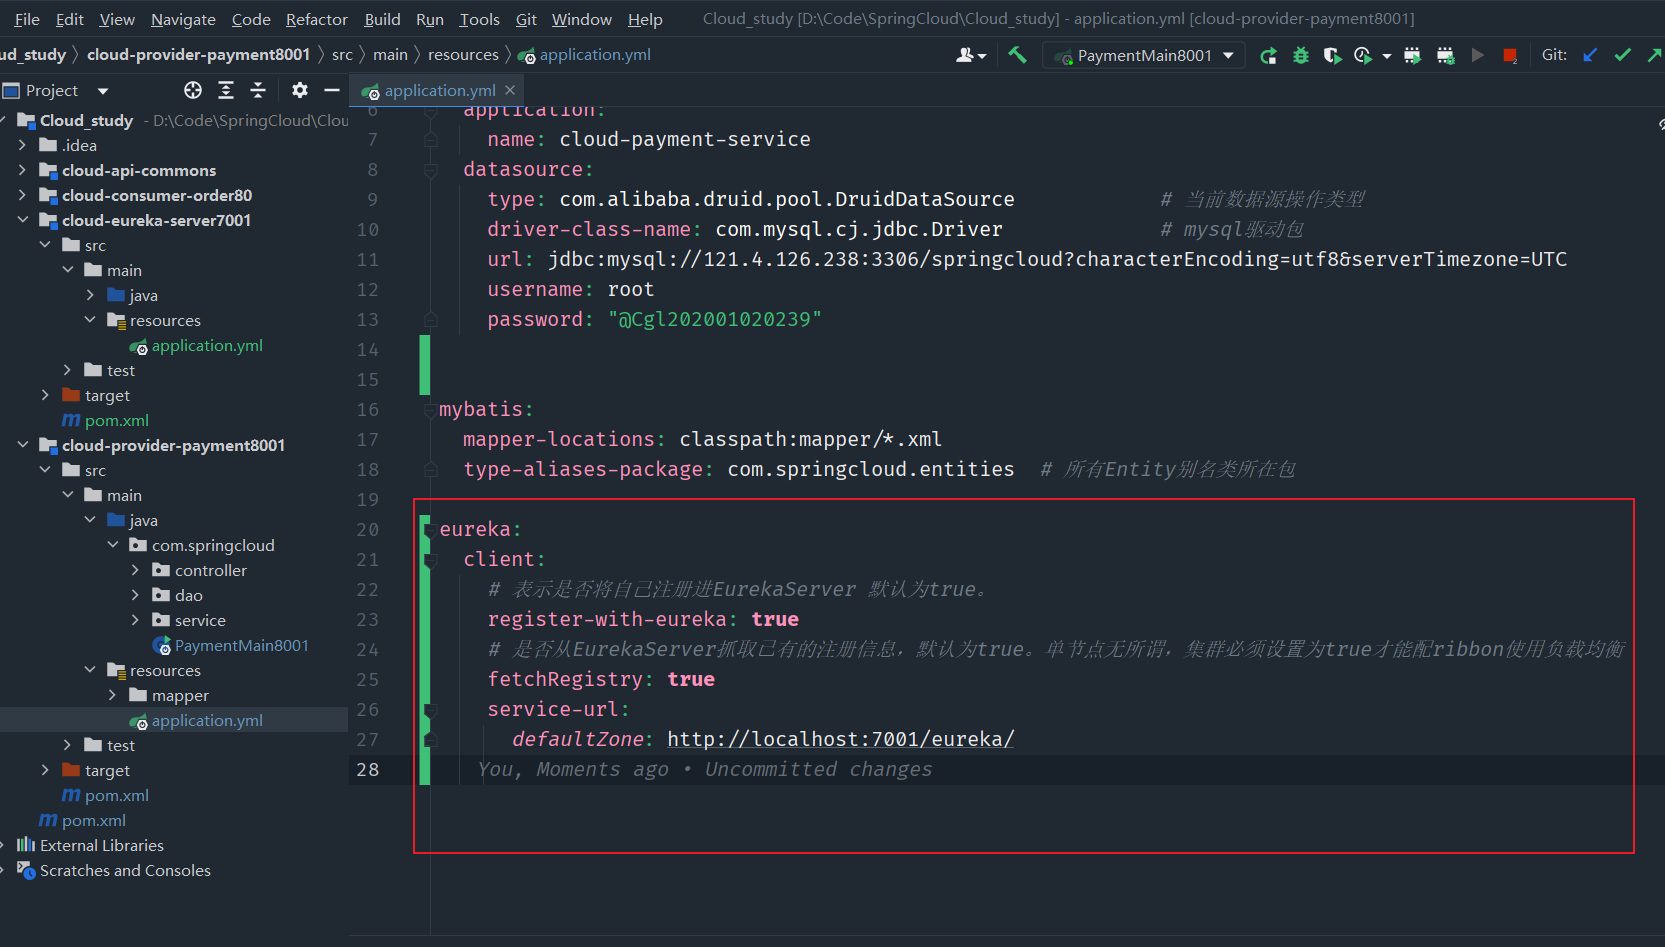 File Edit View Navigate Code Refactor Build Run Tools Git Window Help Cloud_study [D:\Code\SpringCloud\Cloud_study] - application.yml [cloud-provider-payment8001]
ud_study cloud-provider-payment8001 src main resources application.yml PaymentMain8001 Git:
Project
application.yml
Cloud_study - D:\Code\SpringCloud\Clou
.idea
cloud-api-commons
cloud-consumer-order80
cloud-eureka-server7001
src
main
java
resources
application.yml
test
target
pom.xml
cloud-provider-payment8001
src
main
java
com.springcloud
controller
dao
service
PaymentMain8001
resources
mapper
application.yml
test
target
pom.xml
pom.xml
External Libraries
Scratches and Consoles
6 application:
7 name: cloud-payment-service
8 datasource:
9 type: com.alibaba.druid.pool.DruidDataSource # 当前数据源操作类型
10 driver-class-name: com.mysql.cj.jdbc.Driver # mysql驱动包
11 url: jdbc:mysql://121.4.126.238:3306/springcloud?characterEncoding=utf8&serverTimezone=UTC
12 username: root
13 password: "@Cgl202001020239"
14
15
16 mybatis:
17 mapper-locations: classpath:mapper/*.xml
18 type-aliases-package: com.springcloud.entities # 所有Entity别名类所在包
19
20 eureka:
21 client:
22 # 表示是否将自己注册进EurekaServer 默认为true。
23 register-with-eureka: true
24 # 是否从EurekaServer抓取已有的注册信息，默认为true。单节点无所谓，集群必须设置为true才能配ribbon使用负载均衡
25 fetchRegistry: true
26 service-url:
27 defaultZone: http://localhost:7001/eureka/
28 You, Moments ago • Uncommitted changes